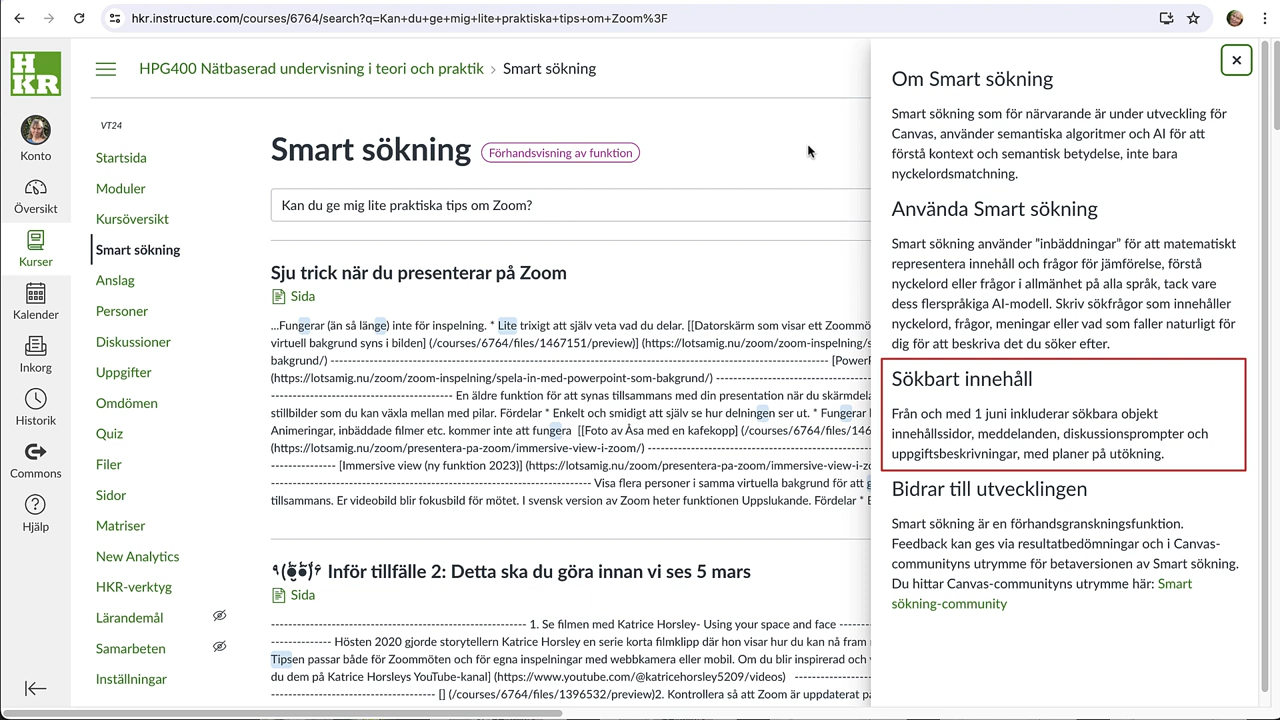 hkr.instructure.com/courses/6764/search?q=Kan+du+ge+mig+lite+praktiska+tips+om+Zoom%3F
HKR
Konto
Översikt
Kurser
Kalender
Inkorg
Historik
Commons
Hjälp
HPG400 Nätbaserad undervisning i teori och praktik > Smart sökning
VT24
Startsida
Moduler
Kursöversikt
Smart sökning
Anslag
Personer
Diskussioner
Uppgifter
Omdömen
Quiz
Filer
Sidor
Matriser
New Analytics
HKR-verktyg
Lärandemål
Samarbeten
Inställningar
Smart sökning Förhandsvisning av funktion
Kan du ge mig lite praktiska tips om Zoom?
Sju trick när du presenterar på Zoom
Sida
...Fungerar (än så länge) inte för inspelning. * Lite trixigt att själv veta vad du delar. [[Datorskärm som visar ett Zoommö
virtuell bakgrund syns i bilden] (/courses/6764/files/1467151/preview)] (https://lotsamig.nu/zoom/zoom-inspelning/s
bakgrund/) ---------------------------------------------------------------------------------------------------- [PowerP
(https://lotsamig.nu/zoom/zoom-inspelning/spela-in-med-powerpoint-som-bakgrund/) -------------------------------
------------------------------------- En äldre funktion för att synas tillsammans med din presentation när du skärmdela
stillbilder som du kan växla mellan med pilar. Fördelar * Enkelt och smidigt att själv se hur delningen ser ut. * Fungerar
Animeringar, inbäddade filmer etc. kommer inte att fungera [[Foto av Åsa med en kafekopp] (/courses/6764/files/146
(https://lotsamig.nu/zoom/presentera-pa-zoom/immersive-view-i-zoom/) ---------------------------------------------
-------------- [Immersive view (ny funktion 2023)] (https://lotsamig.nu/zoom/presentera-pa-zoom/immersive-view-i-zo
---------------------------------------------------------------- Visa flera personer i samma virtuella bakgrund för att g
tillsammans. Er videobild blir fokusbild för mötet. I svensk version av Zoom heter funktionen Uppslukande. Fördelar *
٩(●̮̮̃●̃)۶ Inför tillfälle 2: Detta ska du göra innan vi ses 5 mars
Sida
--------------------------------------------------- 1. Se filmen med Katrice Horsley- Using your space and face --------
------------- Hösten 2020 gjorde storytellern Katrice Horsley en serie korta filmklipp där hon visar hur du kan nå fram
Tipsen passar både för Zoommöten och för egna inspelningar med webbkamera eller mobil. Om du blir inspirerad och v
du dem på Katrice Horsleys YouTube-kanal] (https://www.youtube.com/@katricehorsley5209/videos) ------------------
--------------------------------- [] (/courses/6764/files/1396532/preview)2. Kontrollera så att Zoom är uppdaterat p
Om Smart sökning
Smart sökning som för närvarande är under utveckling för
Canvas, använder semantiska algoritmer och AI för att
förstå kontext och semantisk betydelse, inte bara
nyckelordsmatchning.
Använda Smart sökning
Smart sökning använder ”inbäddningar” för att matematiskt
representera innehåll och frågor för jämförelse, förstå
nyckelord eller frågor i allmänhet på alla språk, tack vare
dess flerspråkiga AI-modell. Skriv sökfrågor som innehåller
nyckelord, frågor, meningar eller vad som faller naturligt för
dig för att beskriva det du söker efter.
Sökbart innehåll
Från och med 1 juni inkluderar sökbara objekt
innehållssidor, meddelanden, diskussionsprompter och
uppgiftsbeskrivningar, med planer på utökning.
Bidrar till utvecklingen
Smart sökning är en förhandsgranskningsfunktion.
Feedback kan ges via resultatbedömningar och i Canvas-
communityns utrymme för betaversionen av Smart sökning.
Du hittar Canvas-communityns utrymme här: Smart
sökning-community